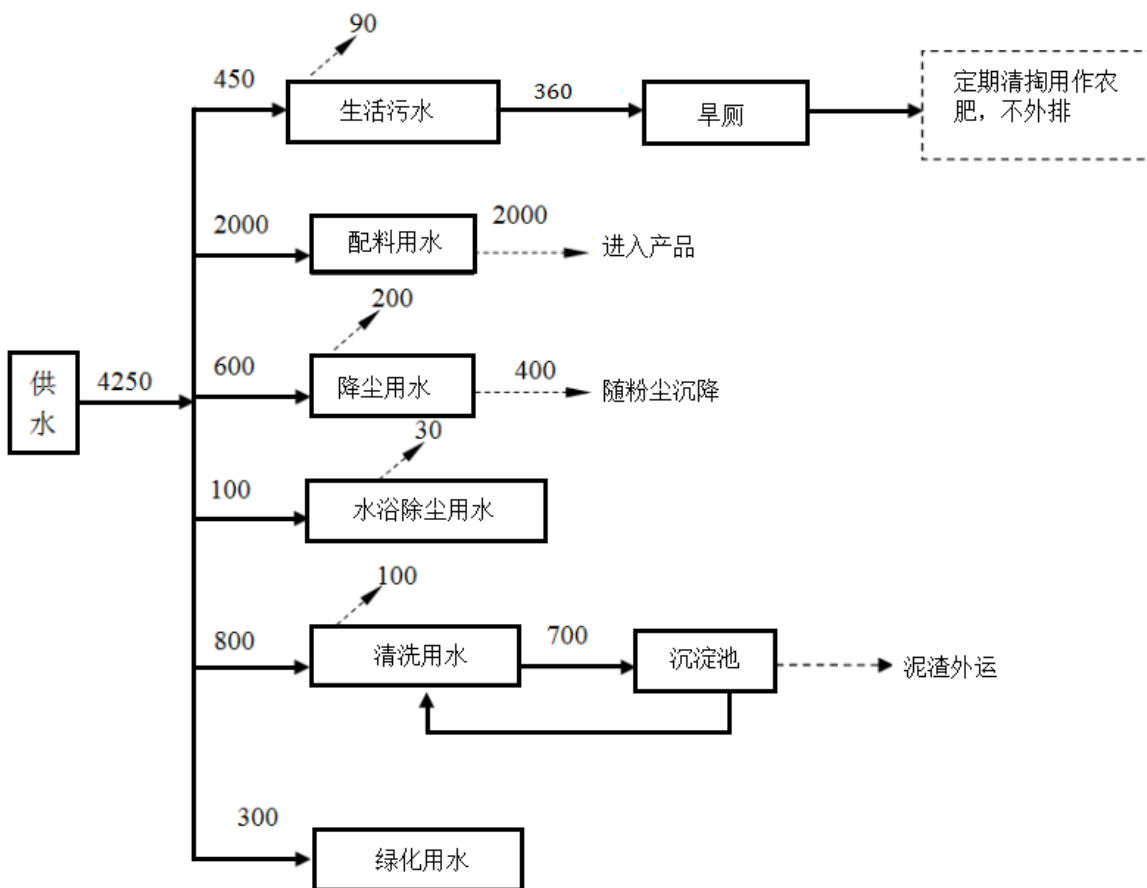 90
450
生活污水
360
旱厕
定期清掏用作农
肥，不外排
2000
配料用水
2000
进入产品
200
供
水
4250
600
降尘用水
400
随粉尘沉降
30
100
水浴除尘用水
100
800
清洗用水
700
沉淀池
泥渣外运
300
绿化用水